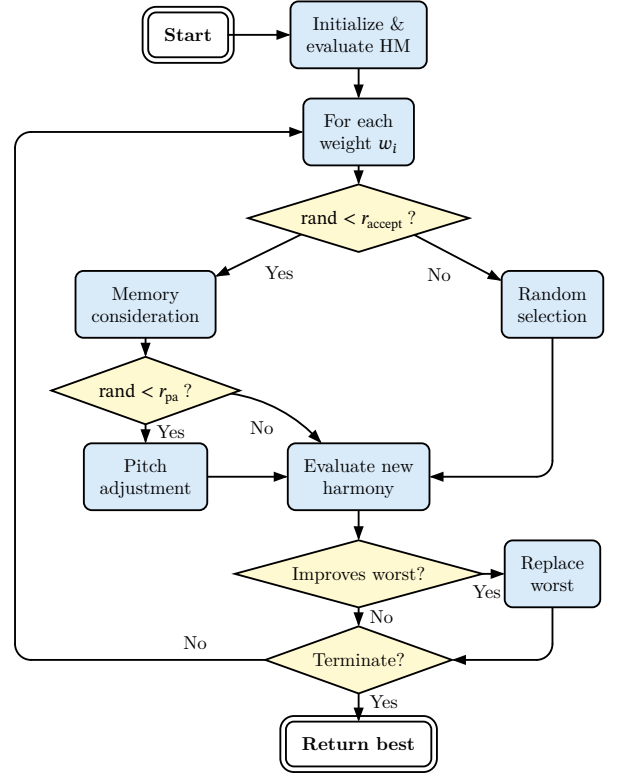 Start
Initialize &
evaluate HM
For each
weight wᵢ
rand < r_accept ?
Yes
No
Memory
consideration
Random
selection
rand < r_pa ?
Yes
No
Pitch
adjustment
Evaluate new
harmony
Improves worst?
Yes
Replace
worst
No
No
Terminate?
Yes
Return best